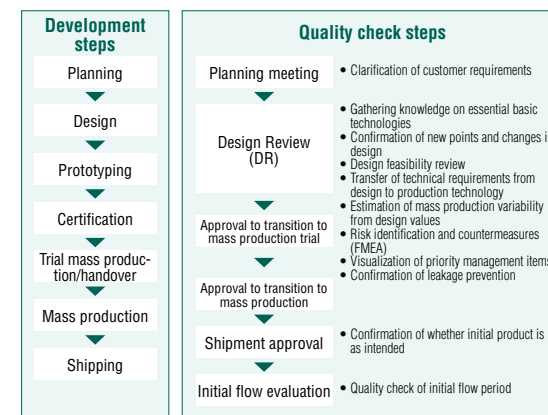 Development
steps
Planning
Design
Prototyping
Certification
Trial mass produc-
tion/handover
Mass production
Shipping
Quality check steps
Planning meeting
• Clarification of customer requirements
Design Review
(DR)
• Gathering knowledge on essential basic
technologies
• Confirmation of new points and changes i
design
• Design feasibility review
• Transfer of technical requirements from
design to production technology
• Estimation of mass production variability
from design values
• Risk identification and countermeasures
(FMEA)
• Visualization of priority management items
• Confirmation of leakage prevention
Approval to transition to
mass production trial
Approval to transition to
mass production
Shipment approval
• Confirmation of whether initial product is
as intended
Initial flow evaluation
• Quality check of initial flow period